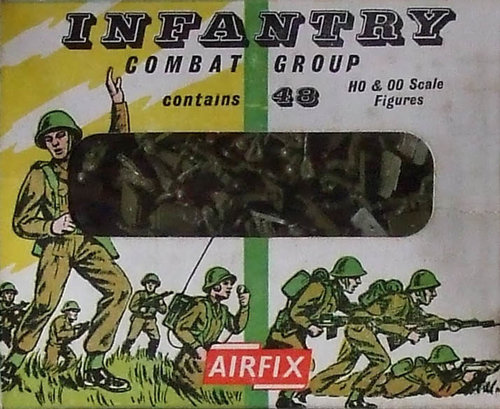 INFANTRY
COMBAT GROUP
contains 48
HO & OO Scale
Figures
AIRFIX